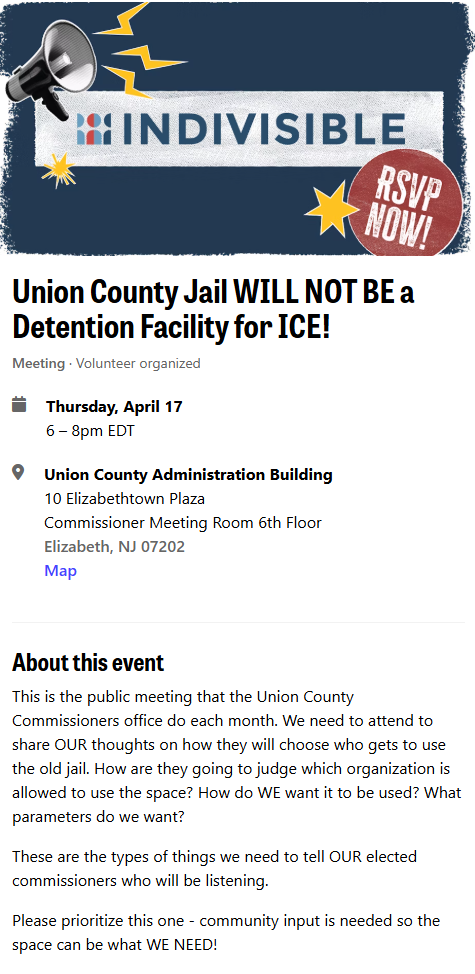 INDIVISIBLE
RSVP
NOW!
Union County Jail WILL NOT BE a
Detention Facility for ICE!
Meeting · Volunteer organized
Thursday, April 17
6 – 8pm EDT
Union County Administration Building
10 Elizabethtown Plaza
Commissioner Meeting Room 6th Floor
Elizabeth, NJ 07202
Map
About this event
This is the public meeting that the Union County
Commissioners office do each month. We need to attend to
share OUR thoughts on how they will choose who gets to use
the old jail. How are they going to judge which organization is
allowed to use the space? How do WE want it to be used? What
parameters do we want?
These are the types of things we need to tell OUR elected
commissioners who will be listening.
Please prioritize this one - community input is needed so the
space can be what WE NEED!